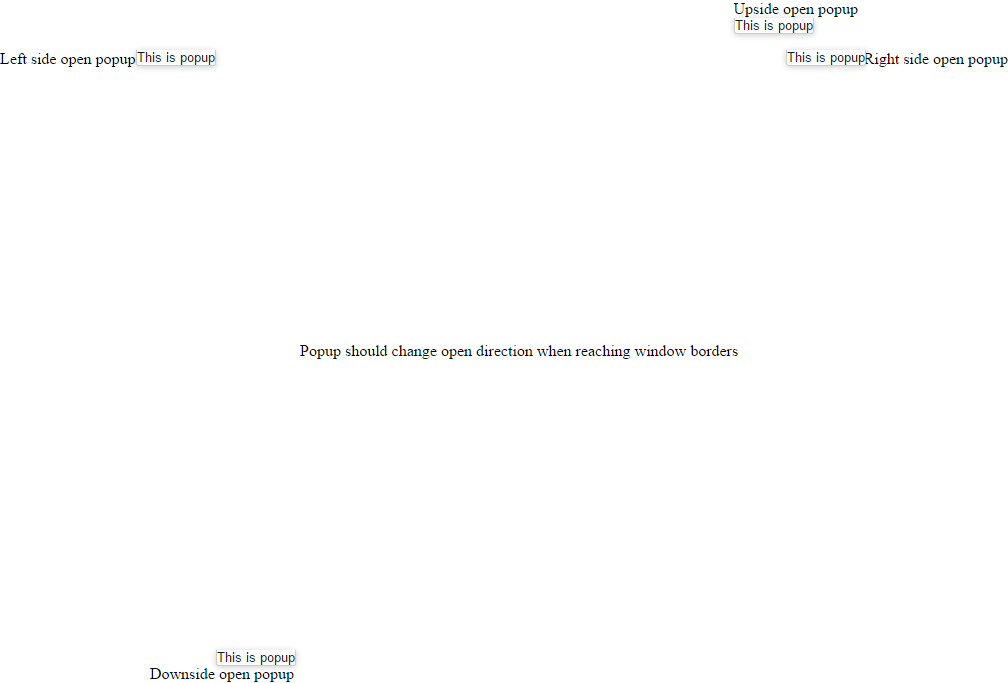 Upside open popup
This is popup
Left side open popup This is popup
This is popup Right side open popup
Popup should change open direction when reaching window borders
This is popup
Downside open popup